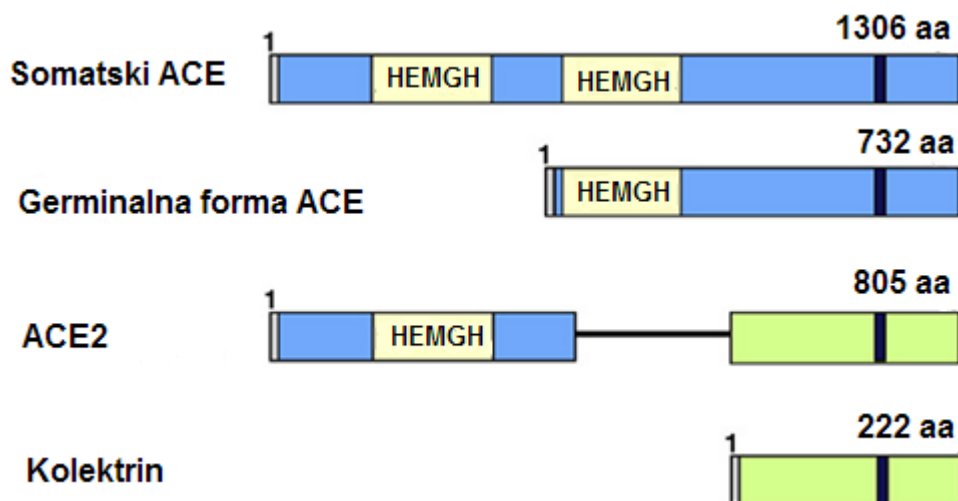 1 1306 aa
Somatski ACE HEMGH HEMGH
1 732 aa
Germinalna forma ACE HEMGH
1 805 aa
ACE2 HEMGH
1 222 aa
Kolektrin